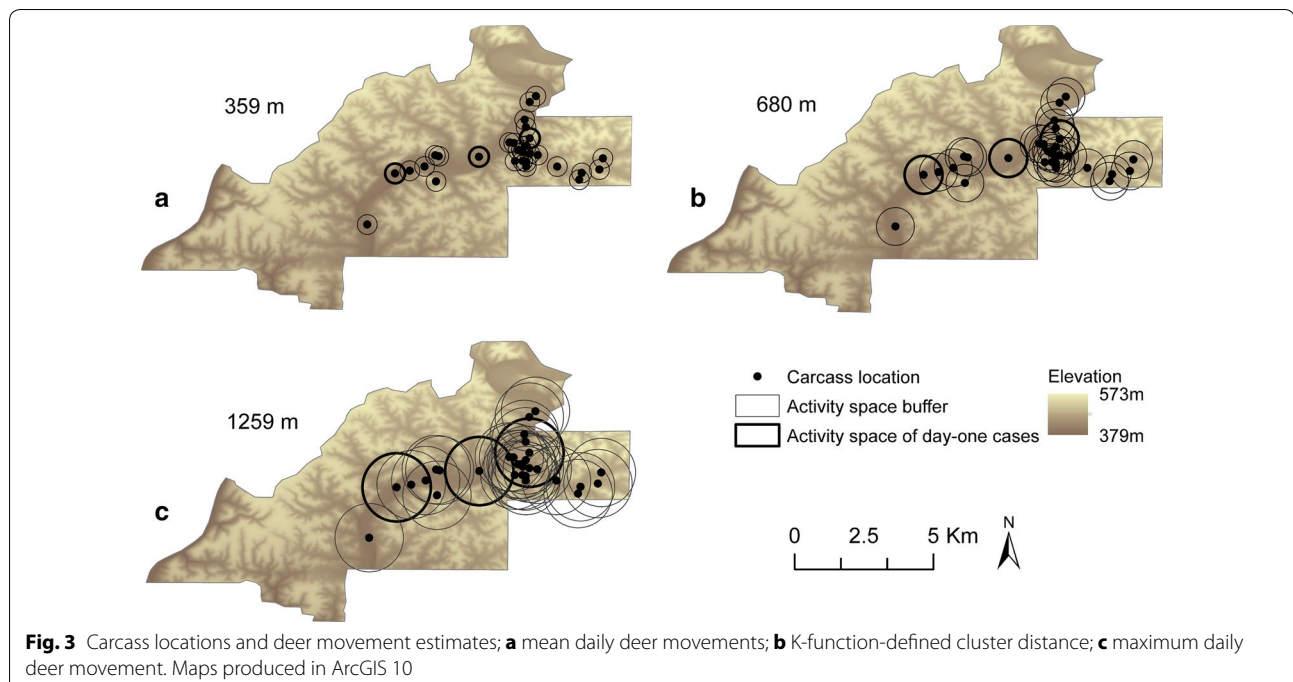 359 m
a
680 m
b
1259 m
c
Carcass location
Activity space buffer
Activity space of day-one cases
Elevation
573m
379m
0 2.5 5 Km
N
Fig. 3 Carcass locations and deer movement estimates; a mean daily deer movements; b K-function-defined cluster distance; c maximum daily
deer movement. Maps produced in ArcGIS 10